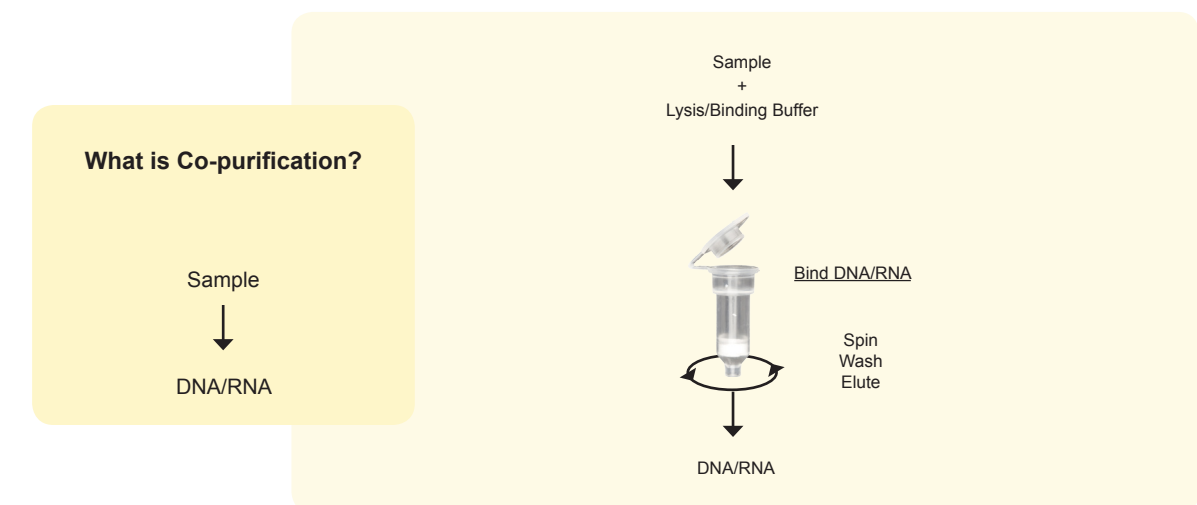 What is Co-purification?
Sample
DNA/RNA
Sample
+
Lysis/Binding Buffer
Bind DNA/RNA
Spin
Wash
Elute
DNA/RNA